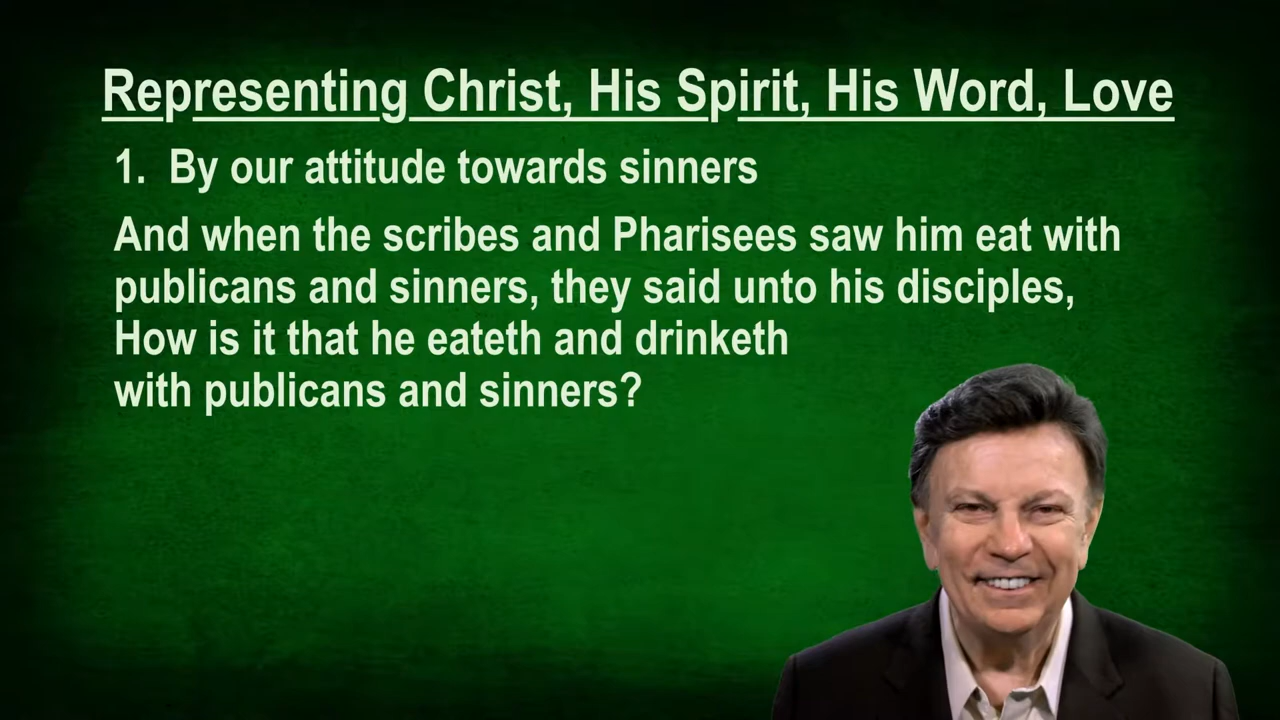 Representing Christ, His Spirit, His Word, Love
1. By our attitude towards sinners
And when the scribes and Pharisees saw him eat with
publicans and sinners, they said unto his disciples,
How is it that he eateth and drinketh
with publicans and sinners?